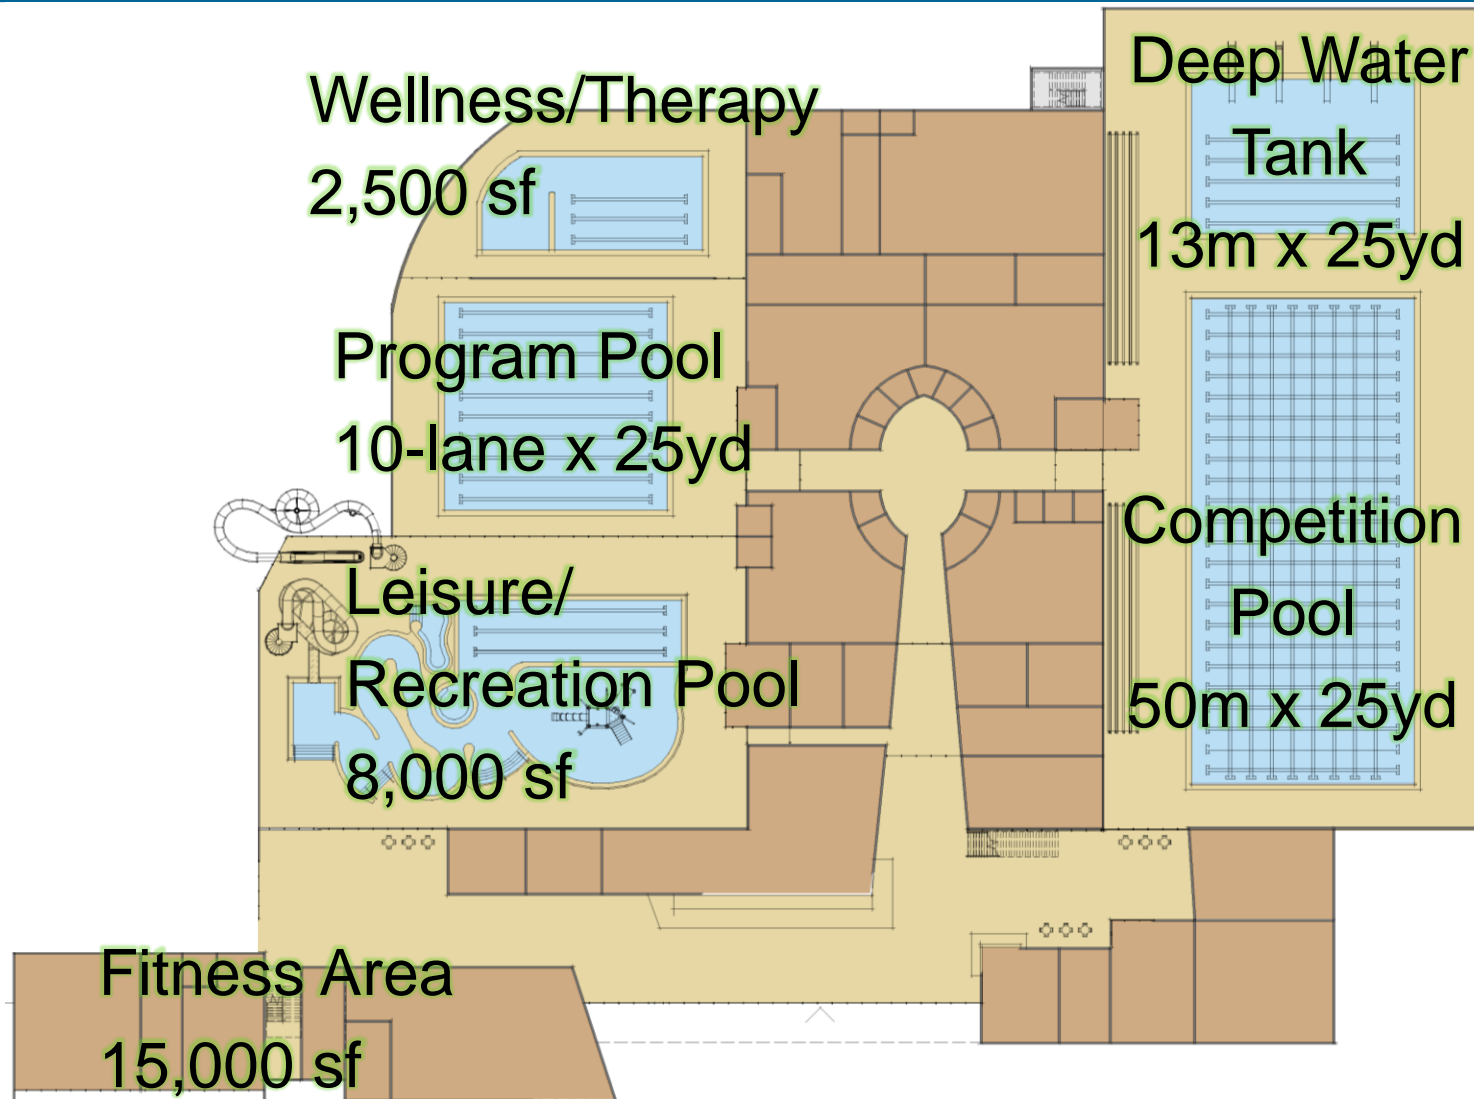 Wellness/Therapy
2,500 sf
Deep Water
Tank
13m x 25yd
Program Pool
10-lane x 25yd
Competition
Pool
50m x 25yd
Leisure/
Recreation Pool
8,000 sf
Fitness Area
15,000 sf